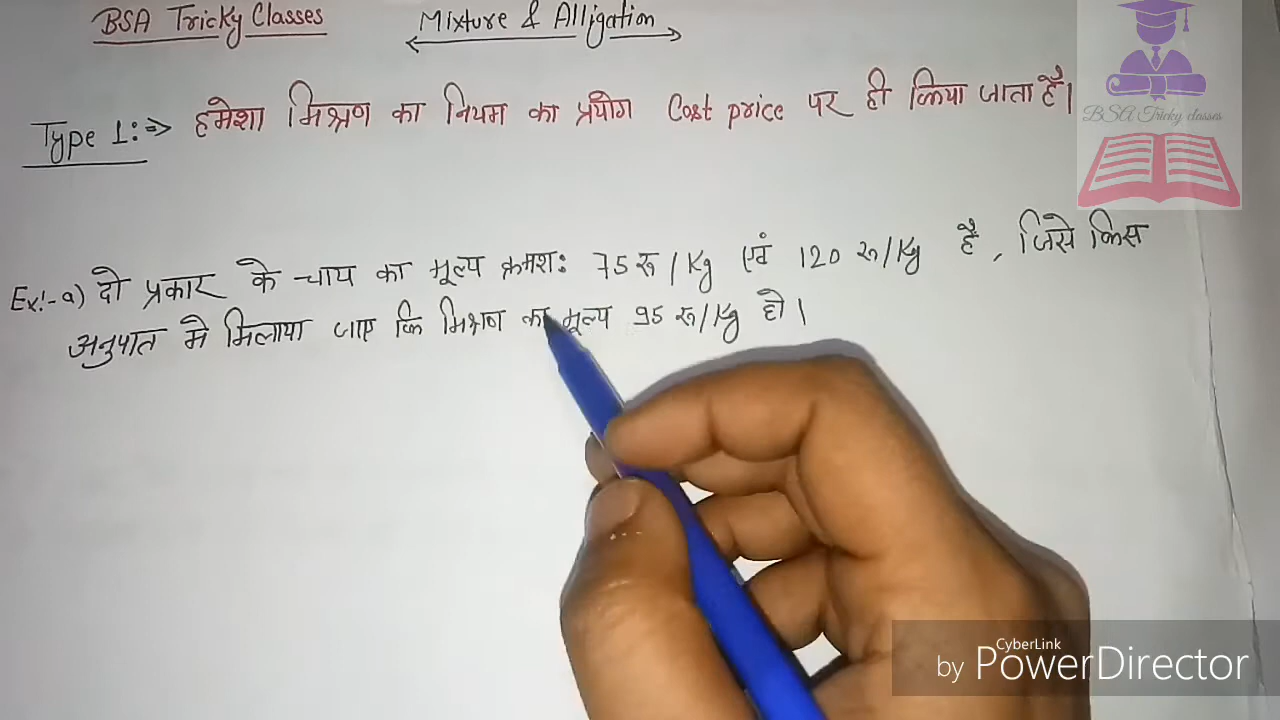 BSA Tricky Classes Mixture & Alligation
Type 1:⇒ हमेशा मिश्रण का नियम का प्रयोग Cost price पर ही किया जाता है।
BSA Tricky classes
Ex:-a) दो प्रकार के चाय का मूल्य क्रमशः 75 रू / Kg एवं 120 रू/Kg है , जिसे किस
अनुपात मे मिलाया जाए कि मिश्रण का मूल्य 95 रू/Kg हो।
CyberLink
by PowerDirector